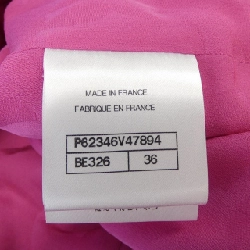 MADE IN FRANCE
FABRIQUE EN FRANCE
P62346V47894
BE326 36